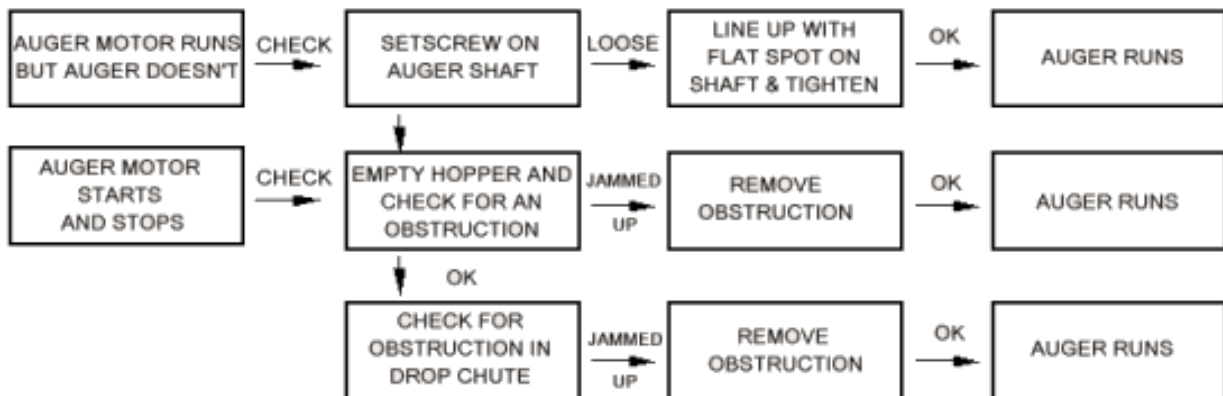 AUGER MOTOR RUNS
BUT AUGER DOESN'T
CHECK
SETSCREW ON
AUGER SHAFT
LOOSE
LINE UP WITH
FLAT SPOT ON
SHAFT & TIGHTEN
OK
AUGER RUNS
AUGER MOTOR
STARTS
AND STOPS
CHECK
EMPTY HOPPER AND
CHECK FOR AN
OBSTRUCTION
JAMMED
UP
REMOVE
OBSTRUCTION
OK
AUGER RUNS
OK
CHECK FOR
OBSTRUCTION IN
DROP CHUTE
JAMMED
UP
REMOVE
OBSTRUCTION
OK
AUGER RUNS